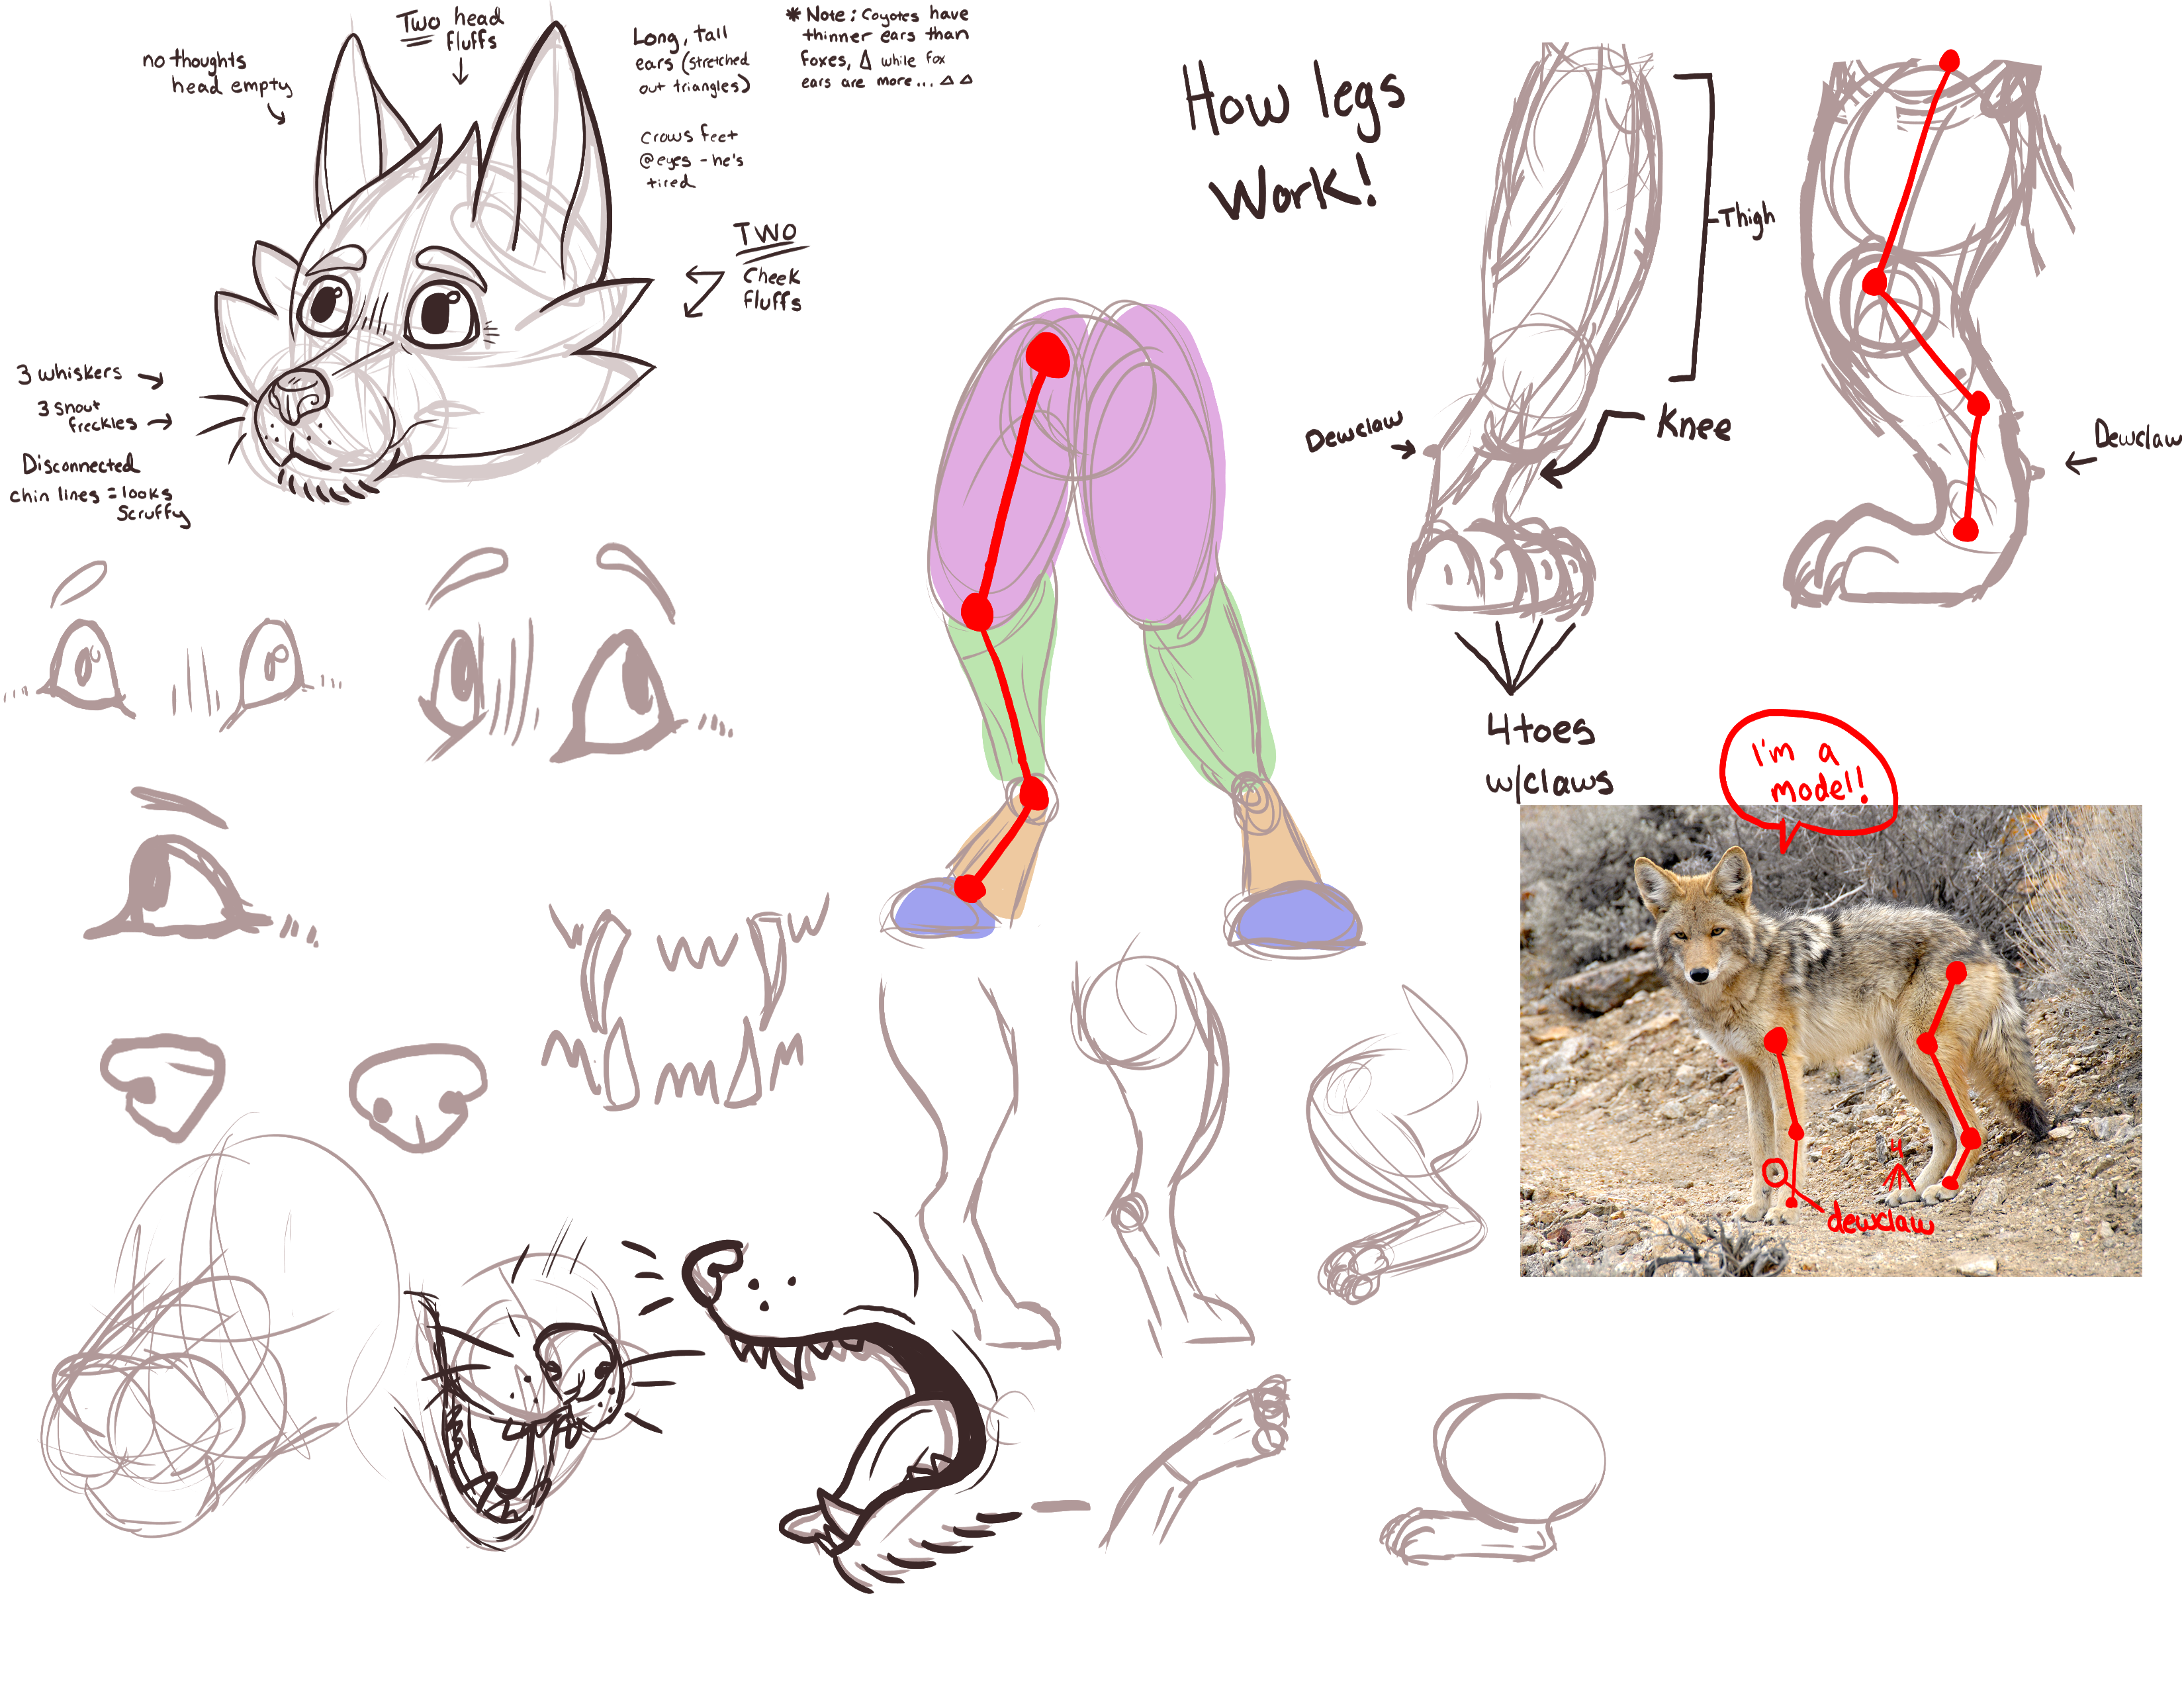 no thoughts
head empty
Two head
fluffs
Long, tall
ears (stretched
out triangles)
* Note: Coyotes have
thinner ears than
foxes, Δ while fox
ears are more... Δ Δ
crows feet
@eyes - he's
tired
TWO
cheek
fluffs
3 whiskers
3 snout
freckles
Disconnected
chin lines = looks
scruffy
How legs
Work!
Thigh
Dewclaw
Knee
Dewclaw
4 toes
w/claws
I'm a
model!
4
dewclaw